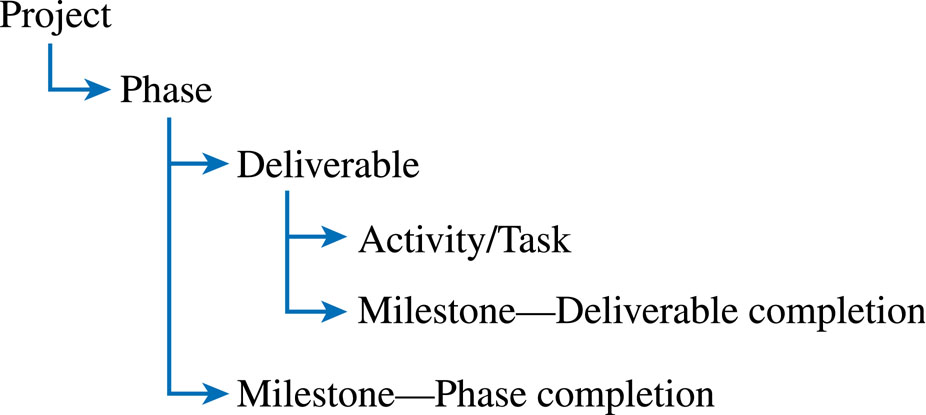 Project
Phase
Deliverable
Activity/Task
Milestone—Deliverable completion
Milestone—Phase completion